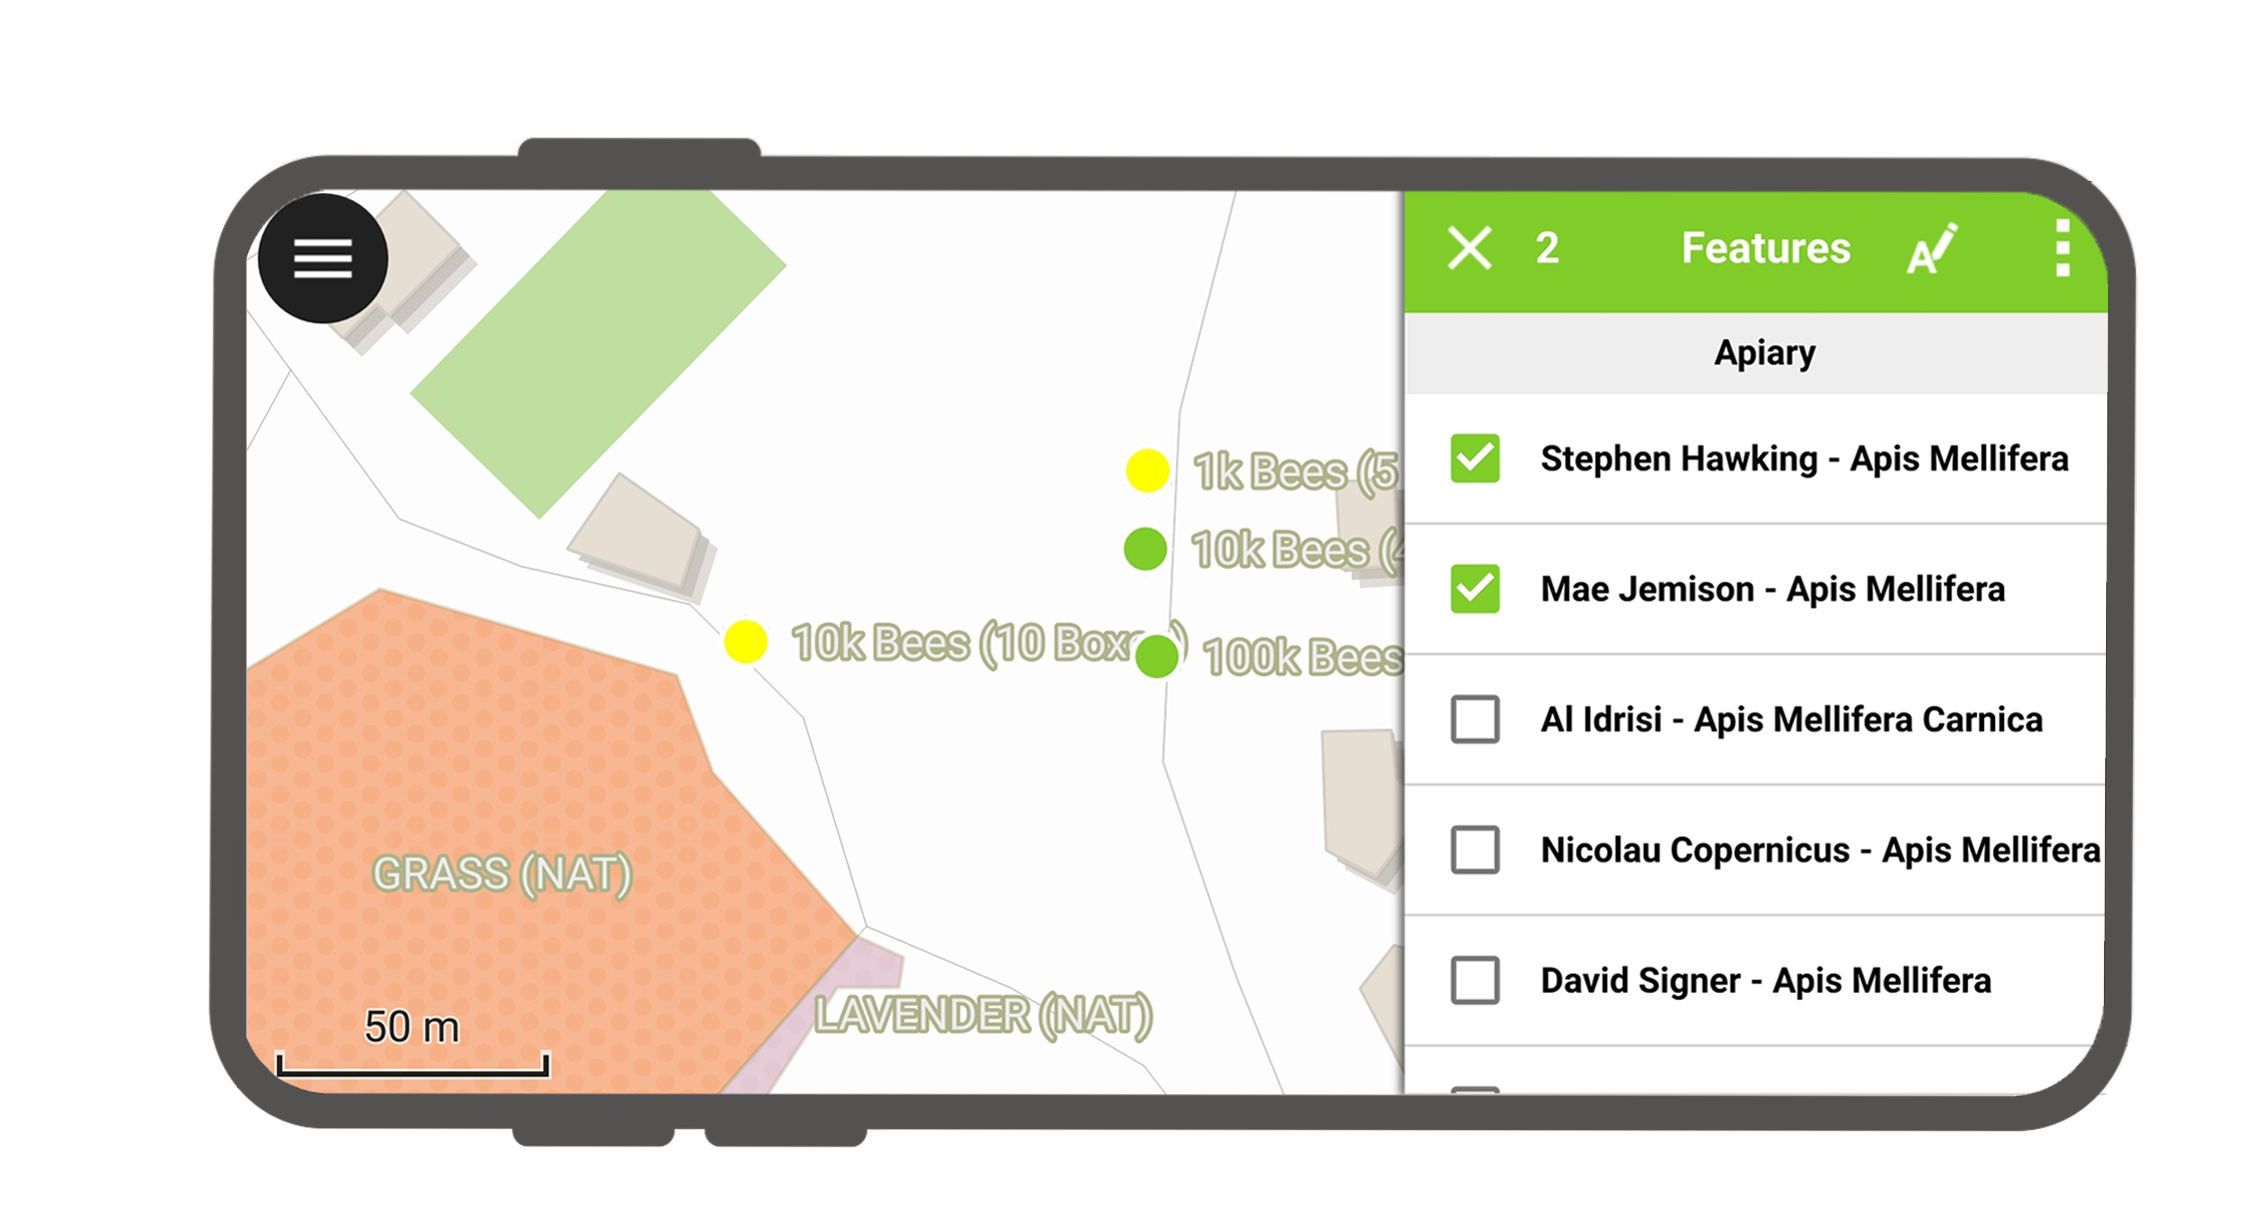 2 Features
Apiary
Stephen Hawking - Apis Mellifera
Mae Jemison - Apis Mellifera
Al Idrisi - Apis Mellifera Carnica
Nicolau Copernicus - Apis Mellifera
David Signer - Apis Mellifera
1k Bees (5
10k Bees (4
10k Bees (10
100k Bees
GRASS (NAT)
LAVENDER (NAT)
50 m